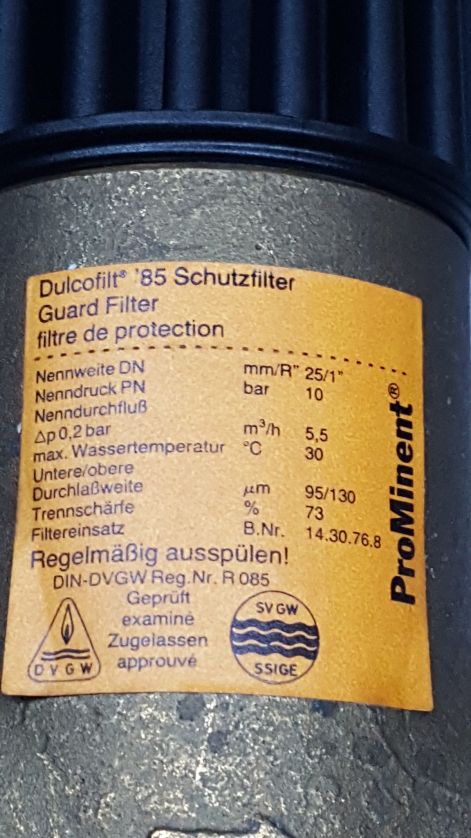 Dulcofilt® '85 Schutzfilter
Guard Filter
filtre de protection
Nennweite DN mm/R" 25/1"
Nenndruck PN bar 10
Nenndurchfluß
Δp 0,2 bar m³/h 5,5
max. Wassertemperatur °C 30
Untere/obere
Durchlaßweite µm 95/130
Trennschärfe % 73
Filtereinsatz B.Nr. 14.30.76.8
Regelmäßig ausspülen!
DIN-DVGW Reg.Nr. R 085
Geprüft
examiné
Zugelassen
approuvé
DVGW
SVGW
SSIGE
ProMinent®